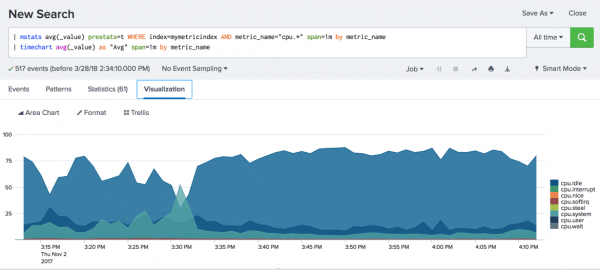 New Search
Save As
Close
| mstats avg(_value) prestats=t WHERE index=mymetricindex AND metric_name="cpu.*" span=1m by metric_name
| timechart avg(_value) as "Avg" span=1m by metric_name
All time
517 events (before 3/28/18 2:34:10.000 PM)
No Event Sampling
Job
Smart Mode
Events
Patterns
Statistics (61)
Visualization
Area Chart
Format
Trellis
100
75
50
25
cpu.idle
cpu.interrupt
cpu.nice
cpu.softirq
cpu.steal
cpu.system
cpu.user
cpu.wait
3:15 PM
Thu Nov 2
2017
3:20 PM
3:25 PM
3:30 PM
3:35 PM
3:40 PM
3:45 PM
3:50 PM
3:55 PM
4:00 PM
4:05 PM
4:10 PM